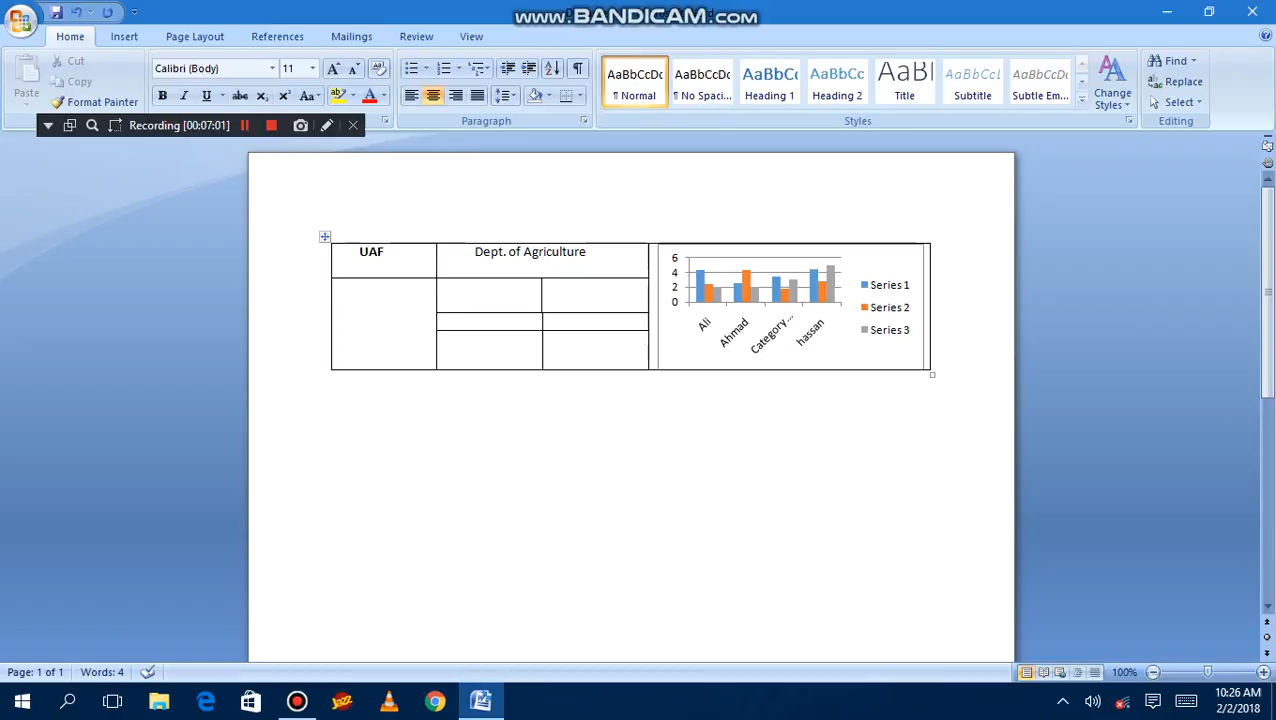 www.BANDICAM.com
Home Insert Page Layout References Mailings Review View
Paste
Cut
Copy
Format Painter
Calibri (Body) 11
B I U abc x₂ x² Aa
Paragraph
AaBbCcDc AaBbCcDc AaBbCc AaBbCc AaBl AaBbCcL AaBbCcDc
¶ Normal ¶ No Spaci... Heading 1 Heading 2 Title Subtitle Subtle Em...
Change Styles
Styles
Find
Replace
Select
Editing
Recording [00:07:01]
UAF Dept. of Agriculture
6
4
2
0
Ali Ahmad Category... hassan
Series 1
Series 2
Series 3
Page: 1 of 1 Words: 4 100%
10:26 AM
2/2/2018